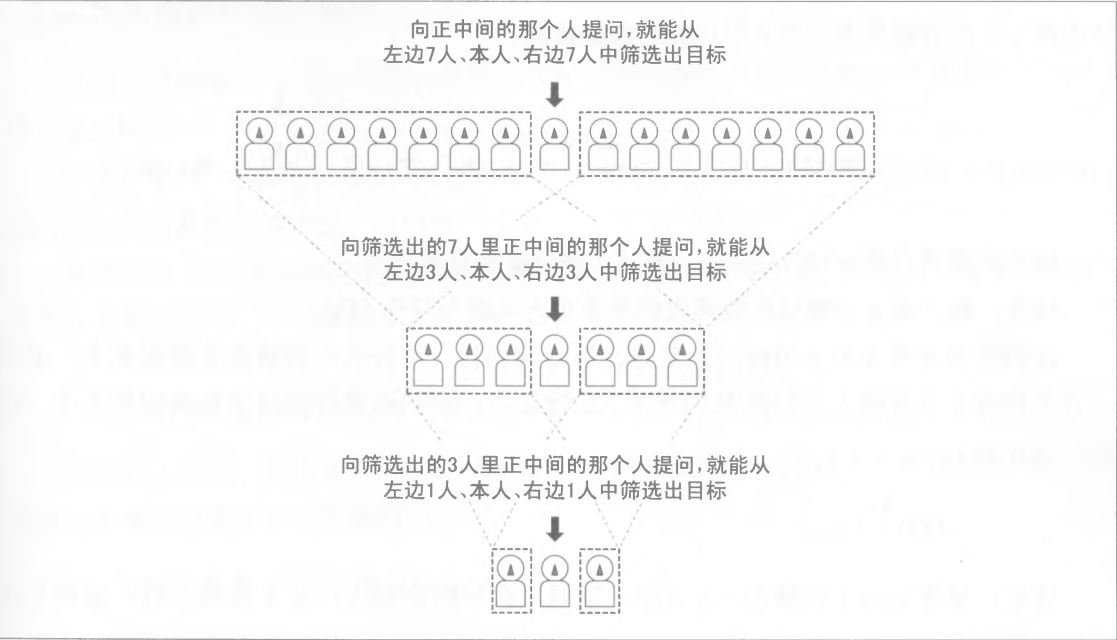 向正中间的那个人提问,就能从
左边7人、本人、右边7人中筛选出目标
向筛选出的7人里正中间的那个人提问,就能从
左边3人、本人、右边3人中筛选出目标
向筛选出的3人里正中间的那个人提问,就能从
左边1人、本人、右边1人中筛选出目标